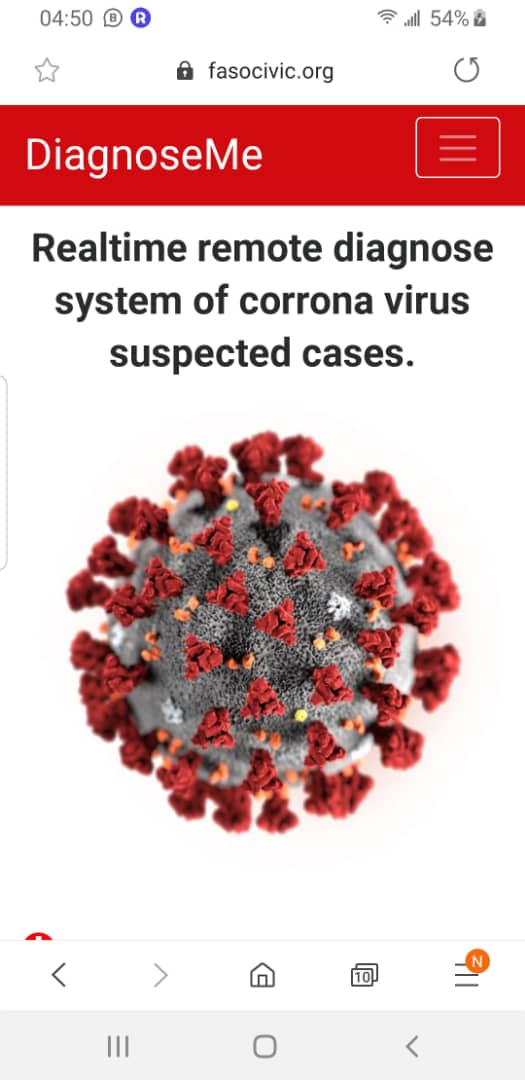 04:50 B R 54%
fasocivic.org
DiagnoseMe
Realtime remote diagnose
system of corrona virus
suspected cases.
10
N